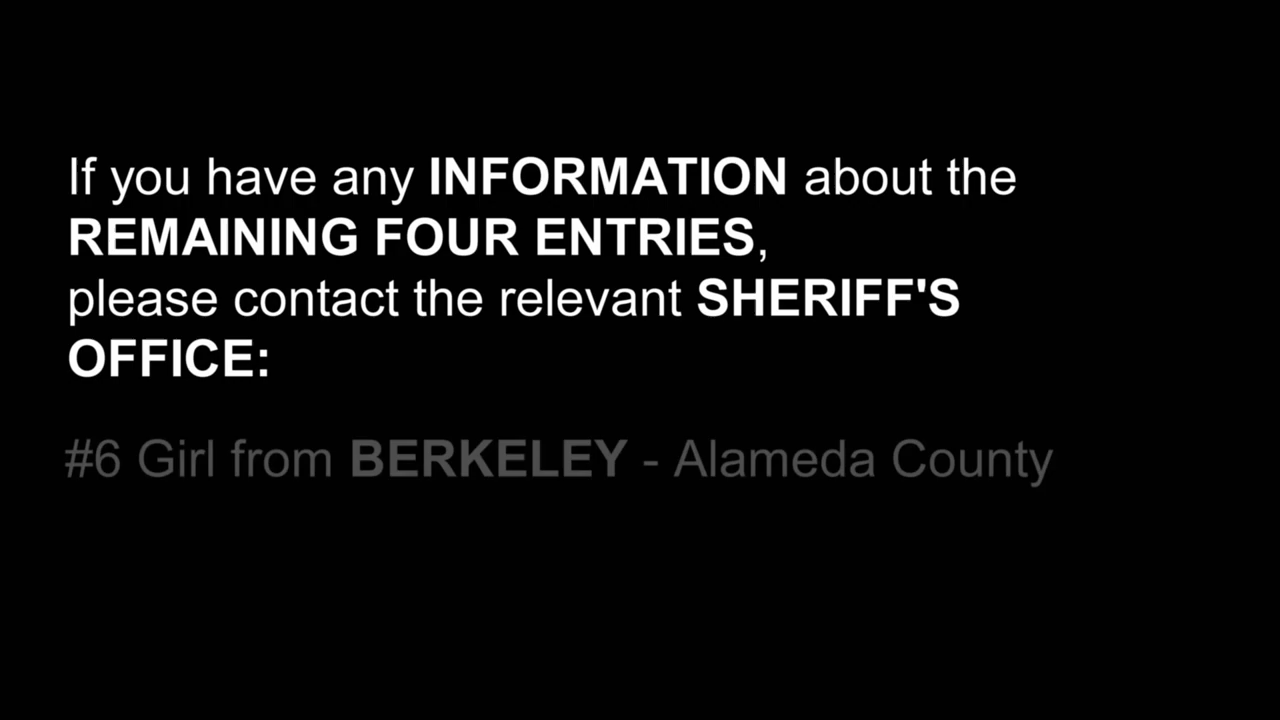 If you have any INFORMATION about the
REMAINING FOUR ENTRIES,
please contact the relevant SHERIFF'S
OFFICE:
#6 Girl from BERKELEY - Alameda County